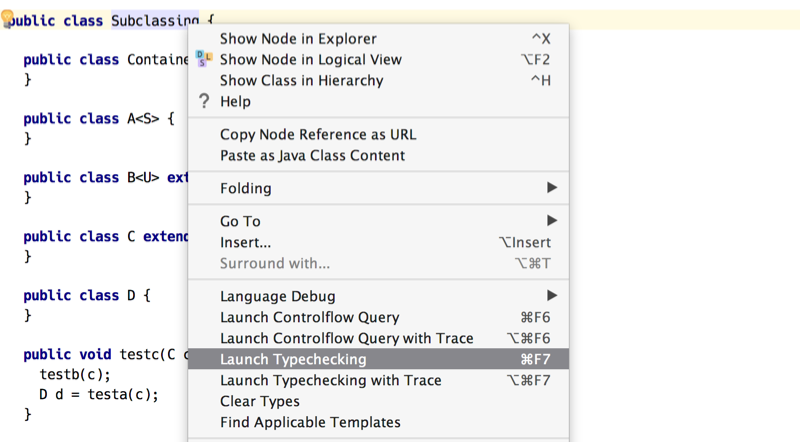 public class Subclassing {
public class Containe
}
public class A<S> {
}
public class B<U> ext
}
public class C extend
}
public class D {
}
public void testc(C c
testb(c);
D d = testa(c);
}
Show Node in Explorer ^X
Show Node in Logical View ⌥F2
Show Class in Hierarchy ^H
? Help
Copy Node Reference as URL
Paste as Java Class Content
Folding ▶
Go To ▶
Insert... ⌥Insert
Surround with... ⌥⌘T
Language Debug ▶
Launch Controlflow Query ⌘F6
Launch Controlflow Query with Trace ⌥⌘F6
Launch Typechecking ⌘F7
Launch Typechecking with Trace ⌥⌘F7
Clear Types
Find Applicable Templates